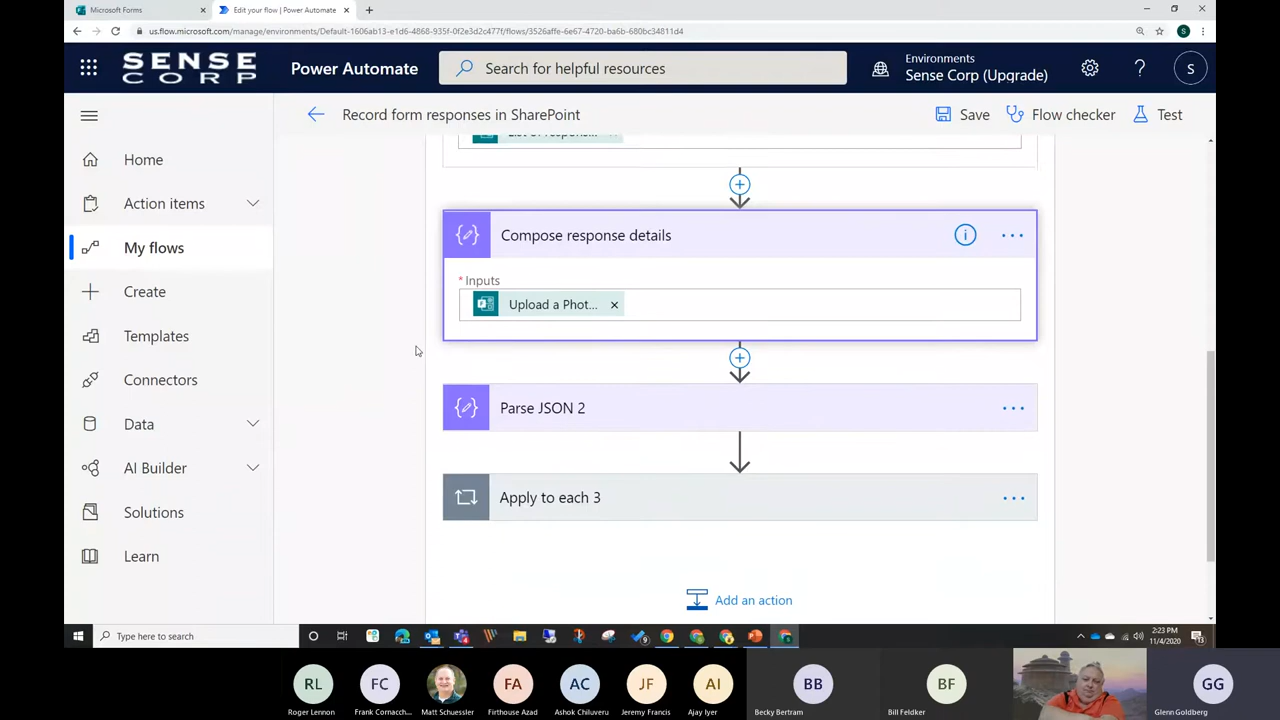 Microsoft Forms
Edit your flow | Power Automate
us.flow.microsoft.com/manage/environments/Default-1606ab13-e1d6-4868-935f-0f2e3d2c477f/flows/3526affe-6e67-4720-ba6b-680bc34811d4
S
SENSE CORP
Power Automate
Search for helpful resources
Environments
Sense Corp (Upgrade)
?
S
Record form responses in SharePoint
Save
Flow checker
Test
Home
Action items
My flows
Create
Templates
Connectors
Data
AI Builder
Solutions
Learn
Compose response details
* Inputs
Upload a Phot...
Parse JSON 2
Apply to each 3
Add an action
Type here to search
2:23 PM
11/4/2020
RL
FC
FA
AC
JF
AI
BB
BF
GG
Roger Lennon
Frank Cornacch...
Matt Schuessler
Firthouse Azad
Ashok Chiluveru
Jeremy Francis
Ajay Iyer
Becky Bertram
Bill Feldker
Glenn Goldberg